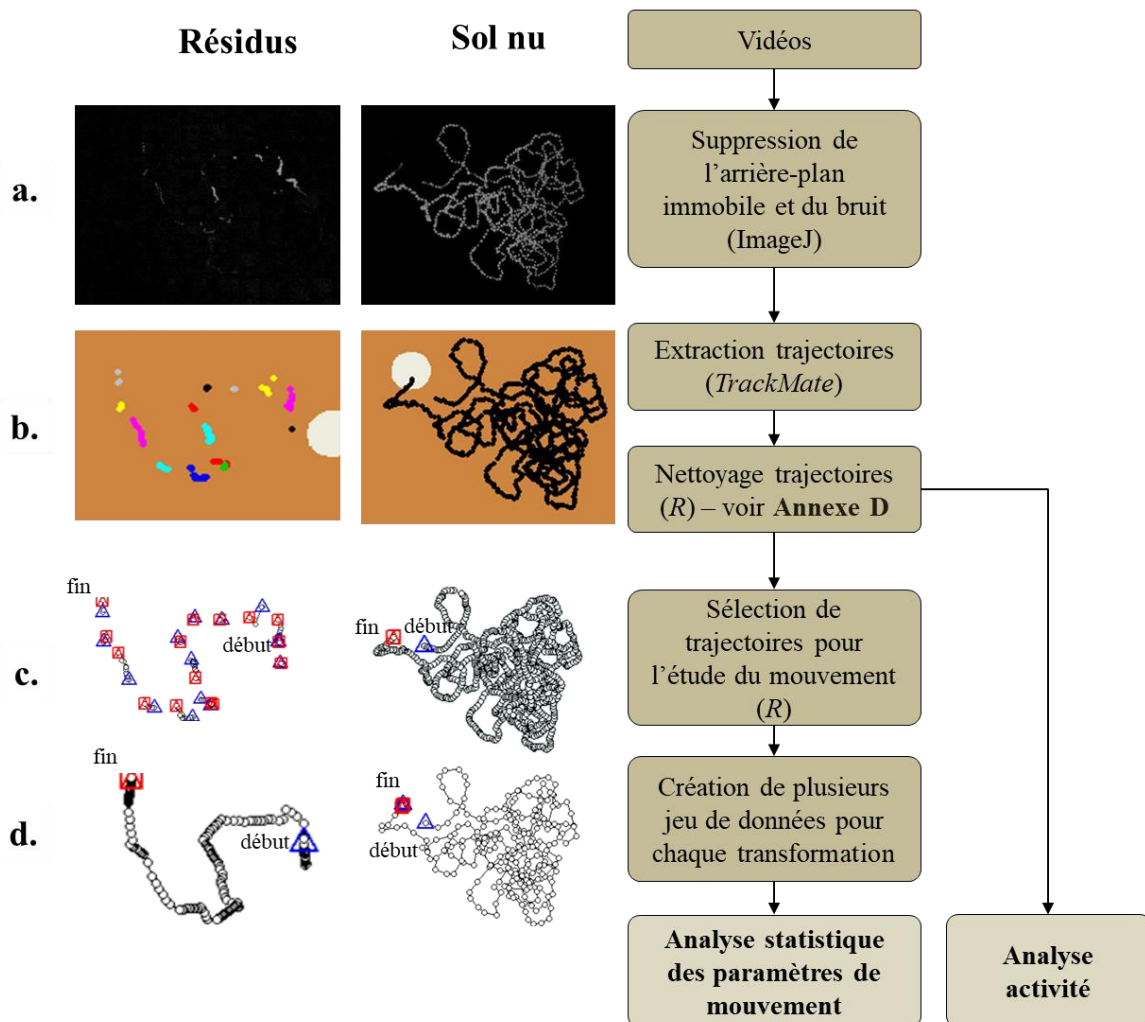 Résidus
Sol nu
Vidéos
a.
Suppression de
l'arrière-plan
immobile et du bruit
(ImageJ)
b.
Extraction trajectoires
(TrackMate)
Nettoyage trajectoires
(R) – voir Annexe D
c.
fin
début
fin
début
Sélection de
trajectoires pour
l'étude du mouvement
(R)
d.
fin
début
fin
début
Création de plusieurs
jeu de données pour
chaque transformation
Analyse statistique
des paramètres de
mouvement
Analyse
activité